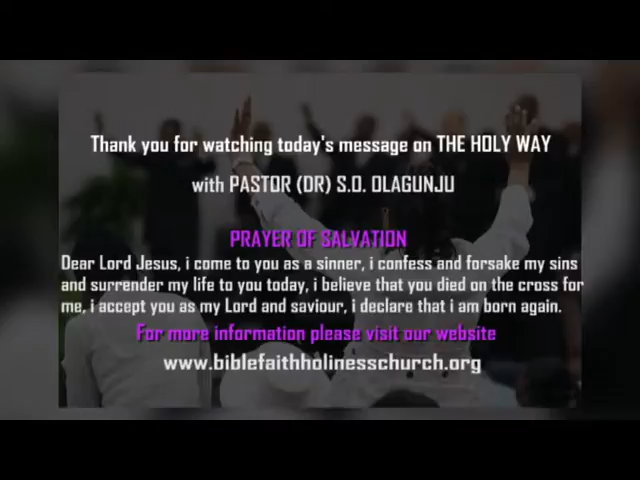 Thank you for watching today's message on THE HOLY WAY
with PASTOR (DR) S.O. OLAGUNJU
PRAYER OF SALVATION
Dear Lord Jesus, i come to you as a sinner, i confess and forsake my sins
and surrender my life to you today, i believe that you died on the cross for
me, i accept you as my Lord and saviour, i declare that i am born again.
For more information please visit our website
www.biblefaithholinesschurch.org